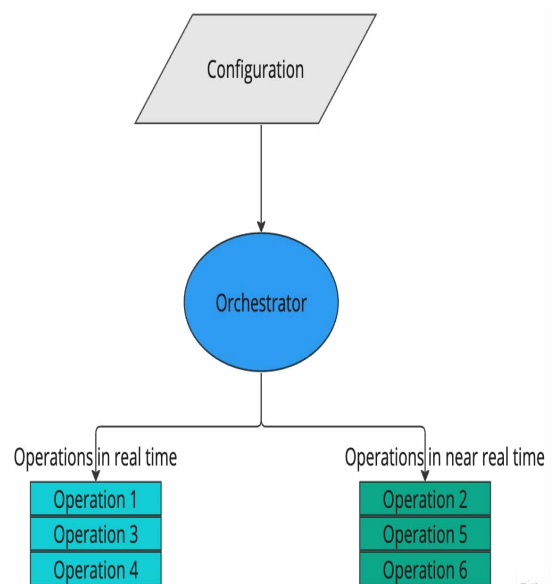 Configuration
Orchestrator
Operations in real time
Operation 1
Operation 3
Operation 4
Operations in near real time
Operation 2
Operation 5
Operation 6